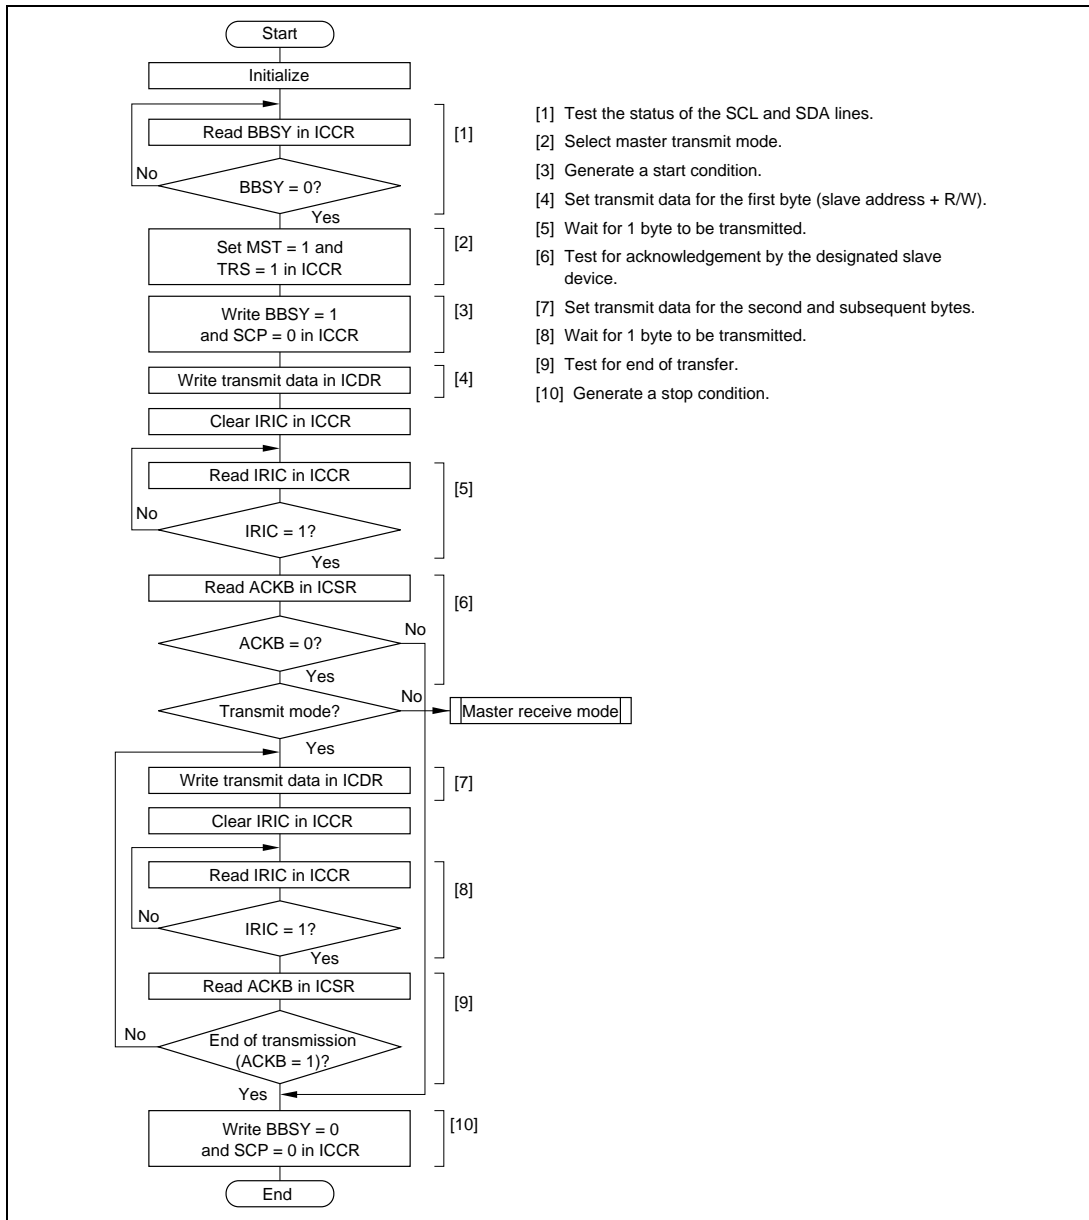 Start
Initialize
Read BBSY in ICCR
[1]
No
BBSY = 0?
Yes
Set MST = 1 and
TRS = 1 in ICCR
[2]
Write BBSY = 1
and SCP = 0 in ICCR
[3]
Write transmit data in ICDR
[4]
Clear IRIC in ICCR
Read IRIC in ICCR
[5]
No
IRIC = 1?
Yes
Read ACKB in ICSR
[6]
No
ACKB = 0?
Yes
No
Transmit mode?
Master receive mode
Yes
Write transmit data in ICDR
[7]
Clear IRIC in ICCR
Read IRIC in ICCR
[8]
No
IRIC = 1?
Yes
Read ACKB in ICSR
[9]
No
End of transmission
(ACKB = 1)?
Yes
Write BBSY = 0
and SCP = 0 in ICCR
[10]
End
[1] Test the status of the SCL and SDA lines.
[2] Select master transmit mode.
[3] Generate a start condition.
[4] Set transmit data for the first byte (slave address + R/W).
[5] Wait for 1 byte to be transmitted.
[6] Test for acknowledgement by the designated slave
device.
[7] Set transmit data for the second and subsequent bytes.
[8] Wait for 1 byte to be transmitted.
[9] Test for end of transfer.
[10] Generate a stop condition.